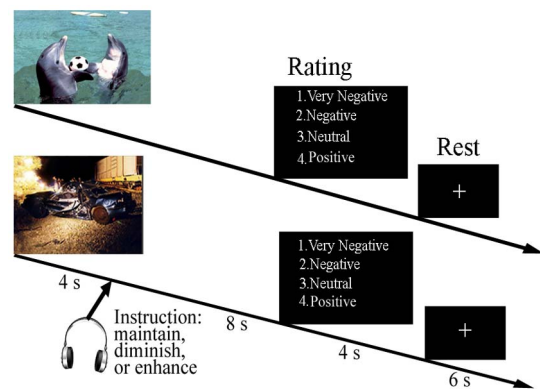 Rating
1.Very Negative
2.Negative
3.Neutral
4.Positive
Rest
+
1.Very Negative
2.Negative
3.Neutral
4.Positive
+
4 s
Instruction:
maintain,
diminish,
or enhance
8 s
4 s
6 s